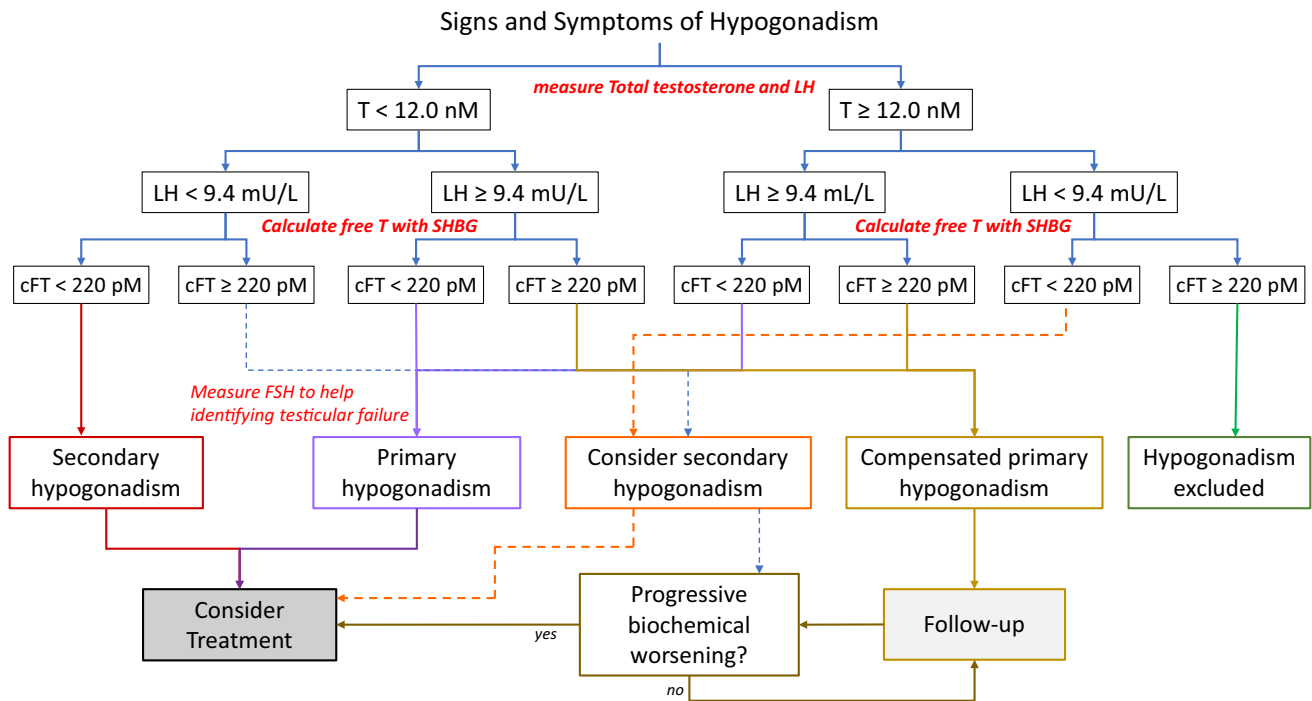 Signs and Symptoms of Hypogonadism
measure Total testosterone and LH
T < 12.0 nM
T ≥ 12.0 nM
LH < 9.4 mU/L
LH ≥ 9.4 mU/L
LH ≥ 9.4 mL/L
LH < 9.4 mU/L
Calculate free T with SHBG
Calculate free T with SHBG
cFT < 220 pM
cFT ≥ 220 pM
cFT < 220 pM
cFT ≥ 220 pM
cFT < 220 pM
cFT ≥ 220 pM
cFT < 220 pM
cFT ≥ 220 pM
Measure FSH to help
identifying testicular failure
Secondary
hypogonadism
Primary
hypogonadism
Consider secondary
hypogonadism
Compensated primary
hypogonadism
Hypogonadism
excluded
Consider
Treatment
yes
Progressive
biochemical
worsening?
no
Follow-up